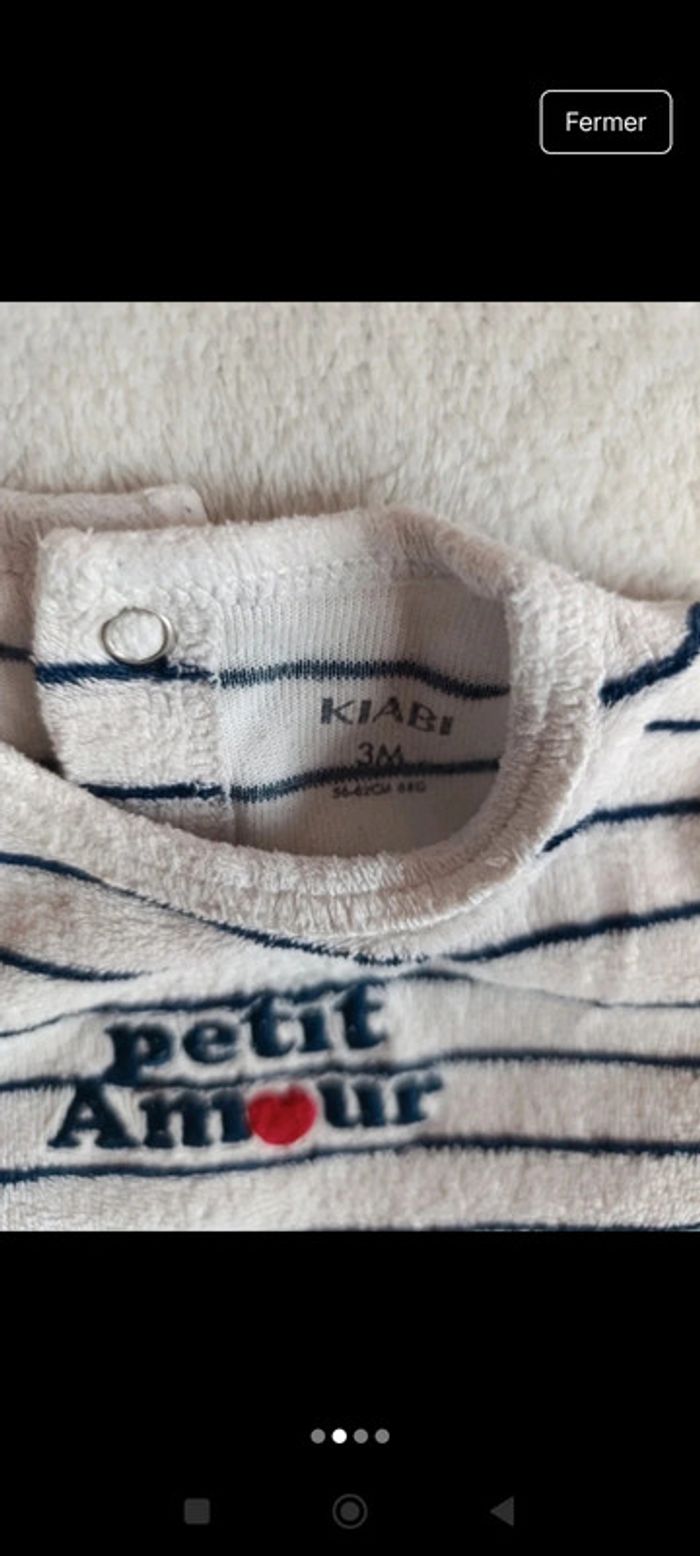 Fermer
KIABI
3M
petit
Amour